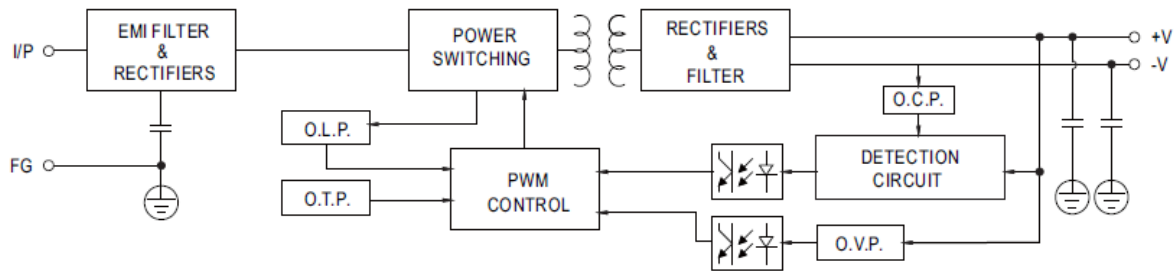 I/P
EMI FILTER
&
RECTIFIERS
POWER
SWITCHING
RECTIFIERS
&
FILTER
+V
-V
O.C.P.
O.L.P.
FG
O.T.P.
PWM
CONTROL
DETECTION
CIRCUIT
O.V.P.